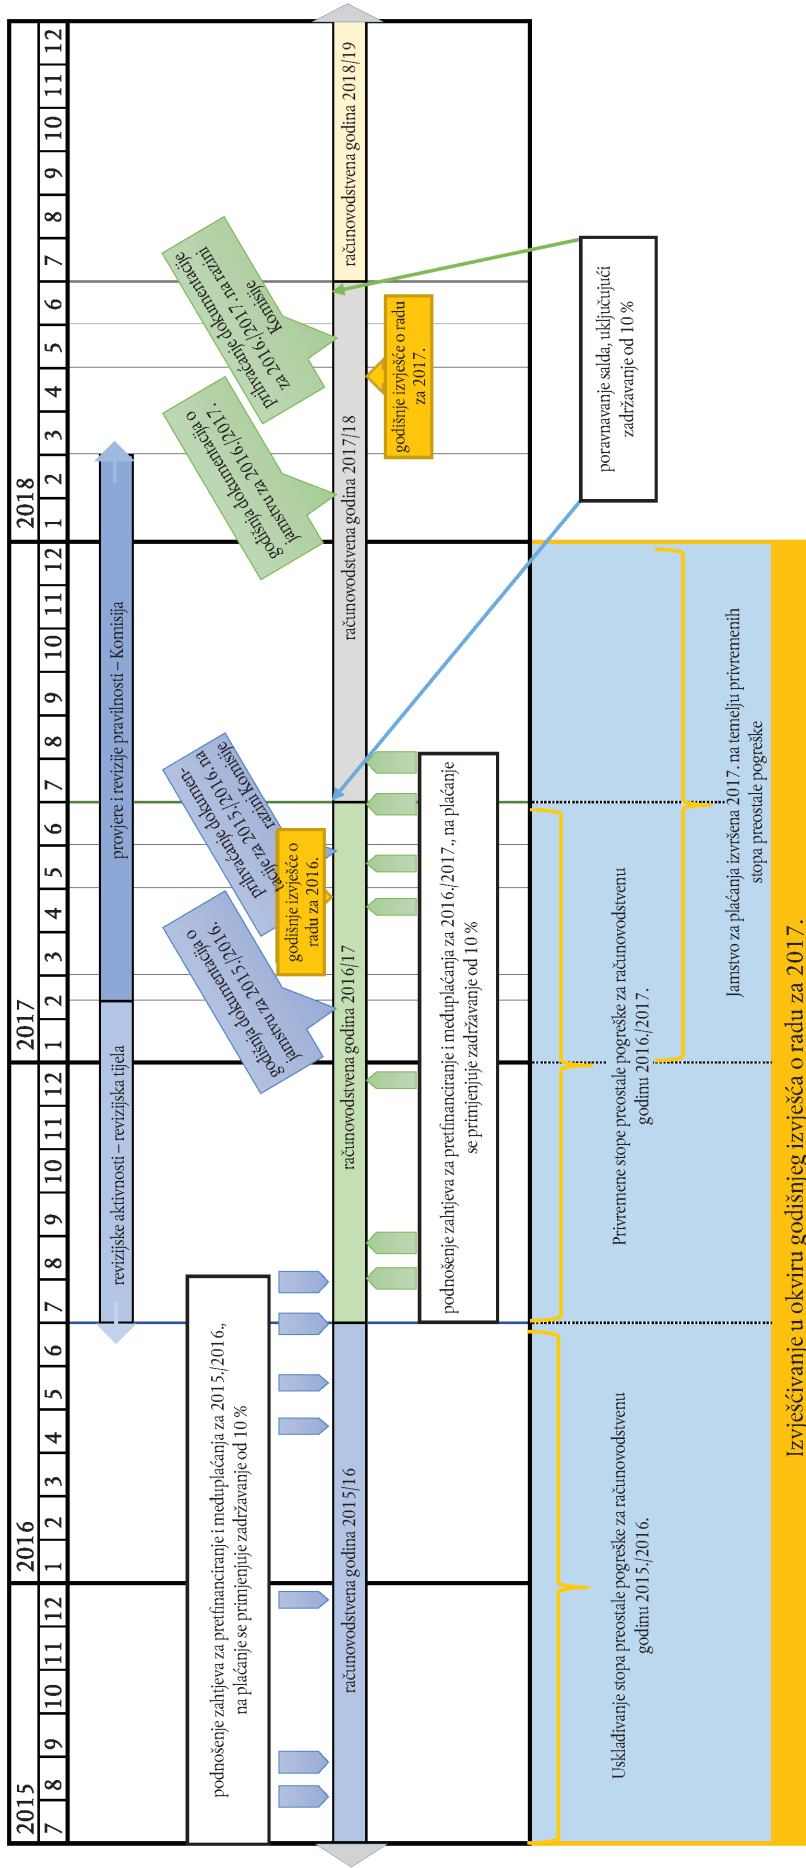 2015
2016
2017
2018
7 8 9 10 11 12 1 2 3 4 5 6 7 8 9 10 11 12 1 2 3 4 5 6 7 8 9 10 11 12 1 2 3 4 5 6 7 8 9 10 11 12
revizijske aktivnosti – revizijska tijela
provjere i revizije pravilnosti – Komisija
podnošenje zahtjeva za pretfinanciranje i međuplaćanja za 2015./2016.,
na plaćanje se primjenjuje zadržavanje od 10 %
godišnja dokumentacija o
jamstvu za 2015./2016.
prihvaćanje dokumen-
tacije za 2015./2016. na
razini Komisije
godišnja dokumentacija o
jamstvu za 2016./2017.
prihvaćanje dokumentacije
za 2016./2017. na razini
Komisije
godišnje izvješće o
radu za 2016.
računovodstvena godina 2015/16
računovodstvena godina 2016/17
računovodstvena godina 2017/18
računovodstvena godina 2018/19
godišnje izvješće o radu
za 2017.
podnošenje zahtjeva za pretfinanciranje i međuplaćanja za 2016./2017., na plaćanje
se primjenjuje zadržavanje od 10 %
poravnavanje salda, uključujući
zadržavanje od 10 %
Usklađivanje stopa preostale pogreške za računovodstvenu
godinu 2015./2016.
Privremene stope preostale pogreške za računovodstvenu
godinu 2016./2017.
Jamstvo za plaćanja izvršena 2017. na temelju privremenih
stopa preostale pogreške
Izvješćivanje u okviru godišnjeg izvješća o radu za 2017.